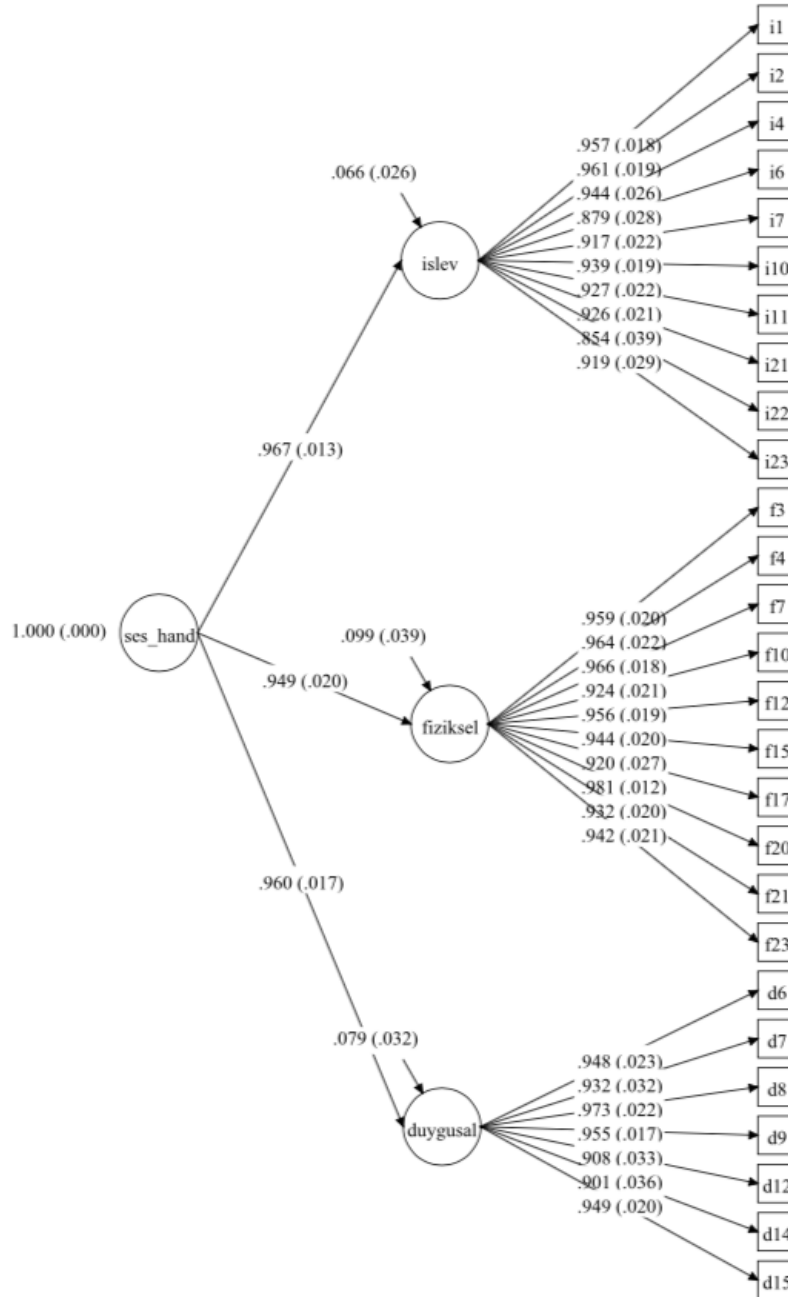 i1
i2
i4
i6
i7
i10
i11
i21
i22
i23
.957 (.018)
.961 (.019)
.944 (.026)
.879 (.028)
.917 (.022)
.939 (.019)
.927 (.022)
.926 (.021)
.854 (.039)
.919 (.029)
.066 (.026)
islev
.967 (.013)
1.000 (.000)
ses_hand
.949 (.020)
f3
f4
f7
f10
f12
f15
f17
f20
f21
f23
.959 (.020)
.964 (.022)
.966 (.018)
.924 (.021)
.956 (.019)
.944 (.020)
.920 (.027)
.981 (.012)
.932 (.020)
.942 (.021)
.099 (.039)
fiziksel
.960 (.017)
d6
d7
d8
d9
d12
d14
d15
.948 (.023)
.932 (.032)
.973 (.022)
.955 (.017)
.908 (.033)
.901 (.036)
.949 (.020)
.079 (.032)
duygusal